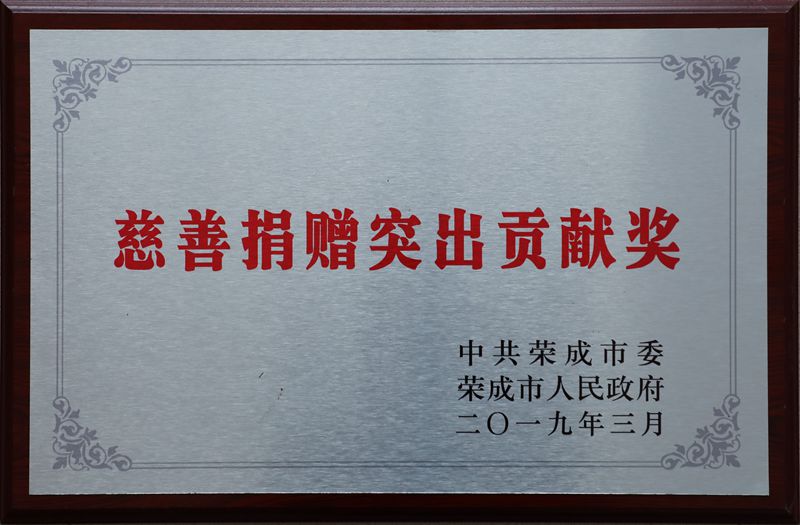 慈善捐赠突出贡献奖
中共荣成市委
荣成市人民政府
二〇一九年三月